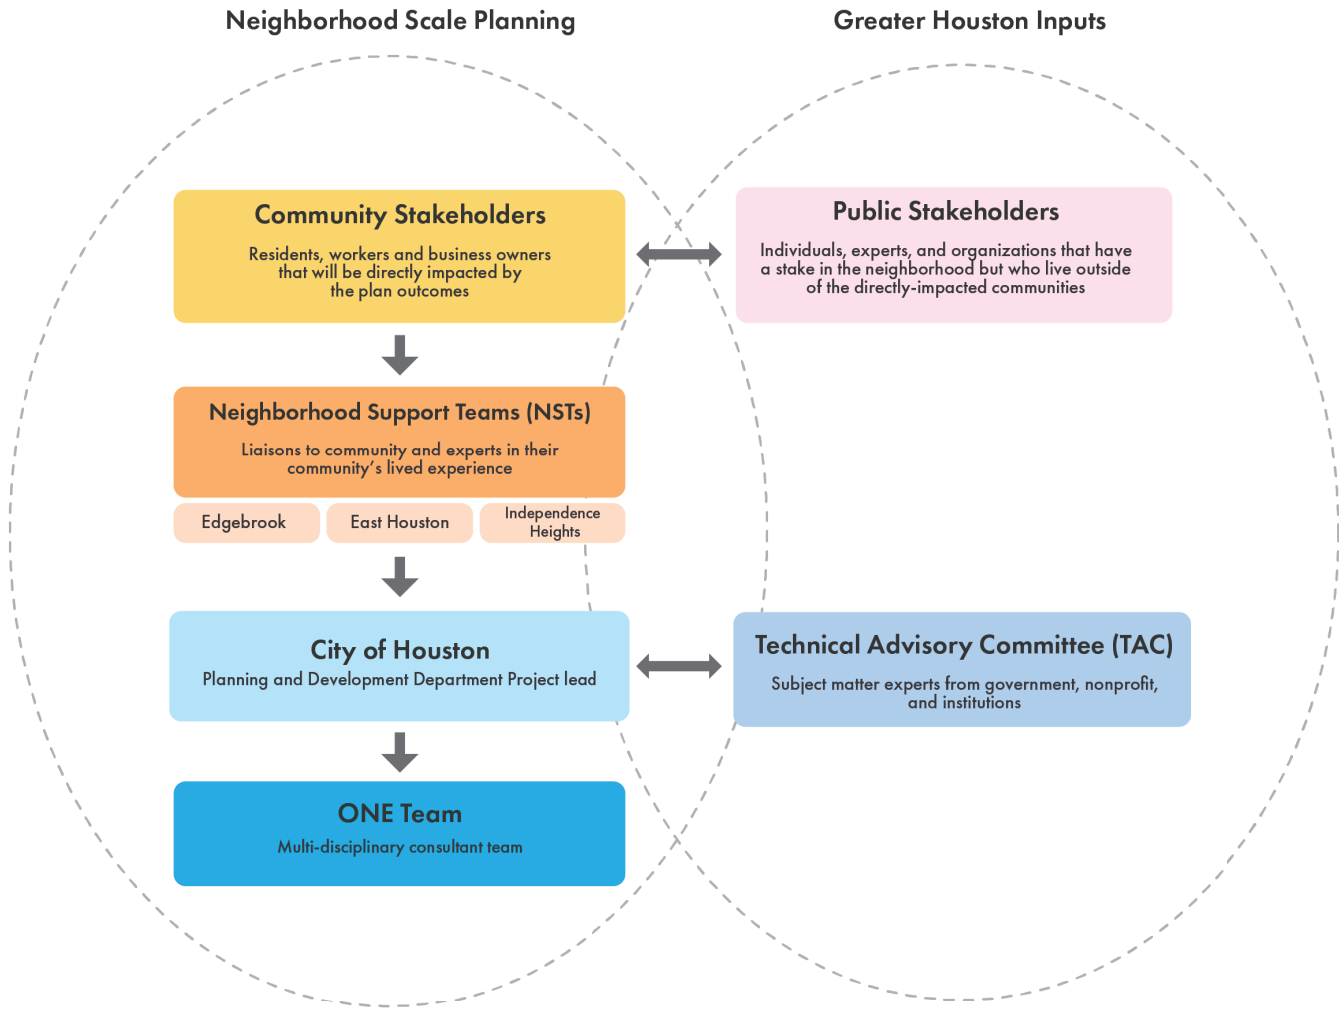 Neighborhood Scale Planning
Greater Houston Inputs
Community Stakeholders
Residents, workers and business owners
that will be directly impacted by
the plan outcomes
Public Stakeholders
Individuals, experts, and organizations that have
a stake in the neighborhood but who live outside
of the directly-impacted communities
Neighborhood Support Teams (NSTs)
Liaisons to community and experts in their
community’s lived experience
Edgebrook
East Houston
Independence
Heights
City of Houston
Planning and Development Department Project lead
Technical Advisory Committee (TAC)
Subject matter experts from government, nonprofit,
and institutions
ONE Team
Multi-disciplinary consultant team